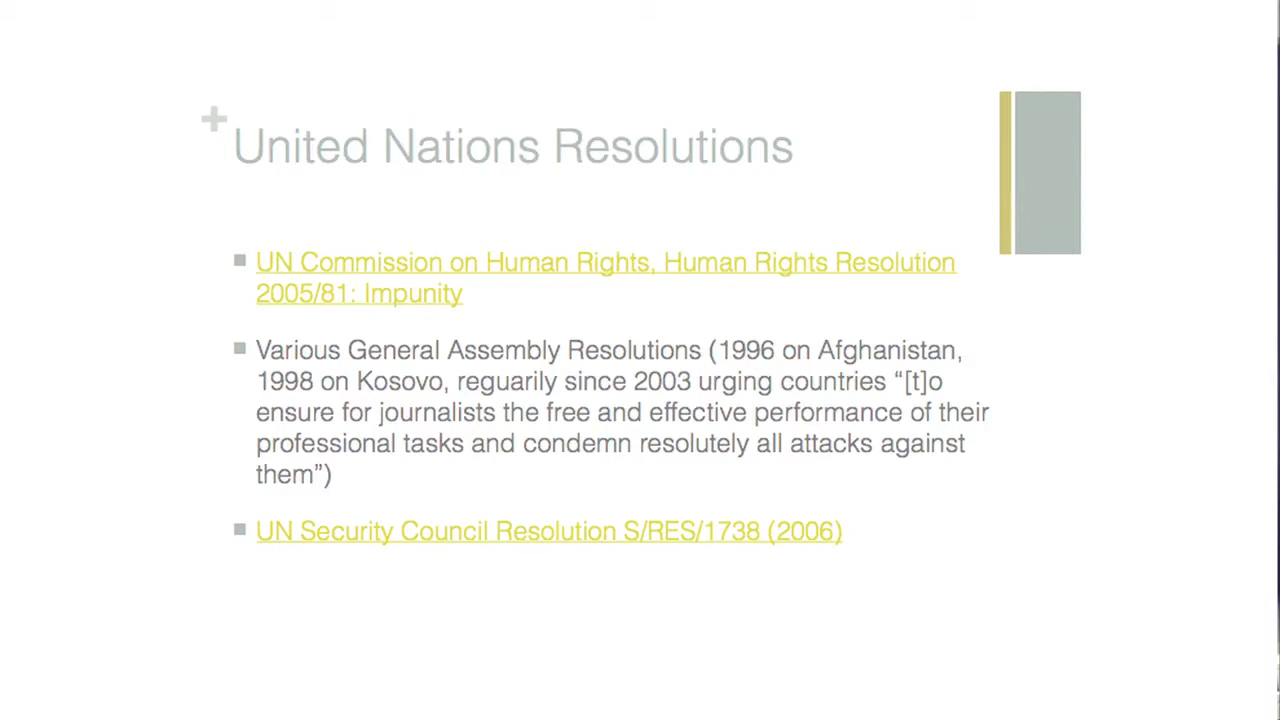 +
United Nations Resolutions
UN Commission on Human Rights, Human Rights Resolution
2005/81: Impunity
Various General Assembly Resolutions (1996 on Afghanistan,
1998 on Kosovo, reguarily since 2003 urging countries “[t]o
ensure for journalists the free and effective performance of their
professional tasks and condemn resolutely all attacks against
them”)
UN Security Council Resolution S/RES/1738 (2006)